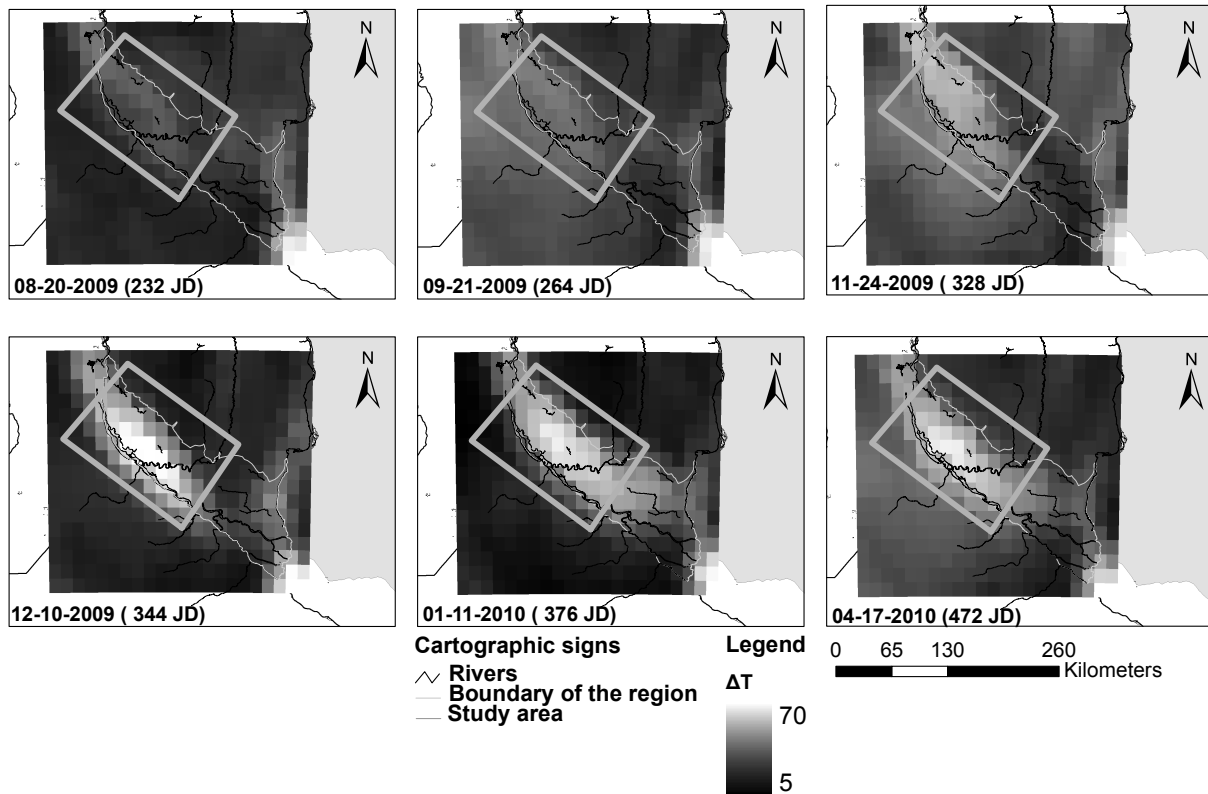 N
N
N
08-20-2009 (232 JD)
09-21-2009 (264 JD)
11-24-2009 ( 328 JD)
N
N
N
12-10-2009 ( 344 JD)
01-11-2010 ( 376 JD)
04-17-2010 (472 JD)
Cartographic signs
Rivers
Boundary of the region
Study area
Legend
ΔT
70
5
0 65 130 260
Kilometers